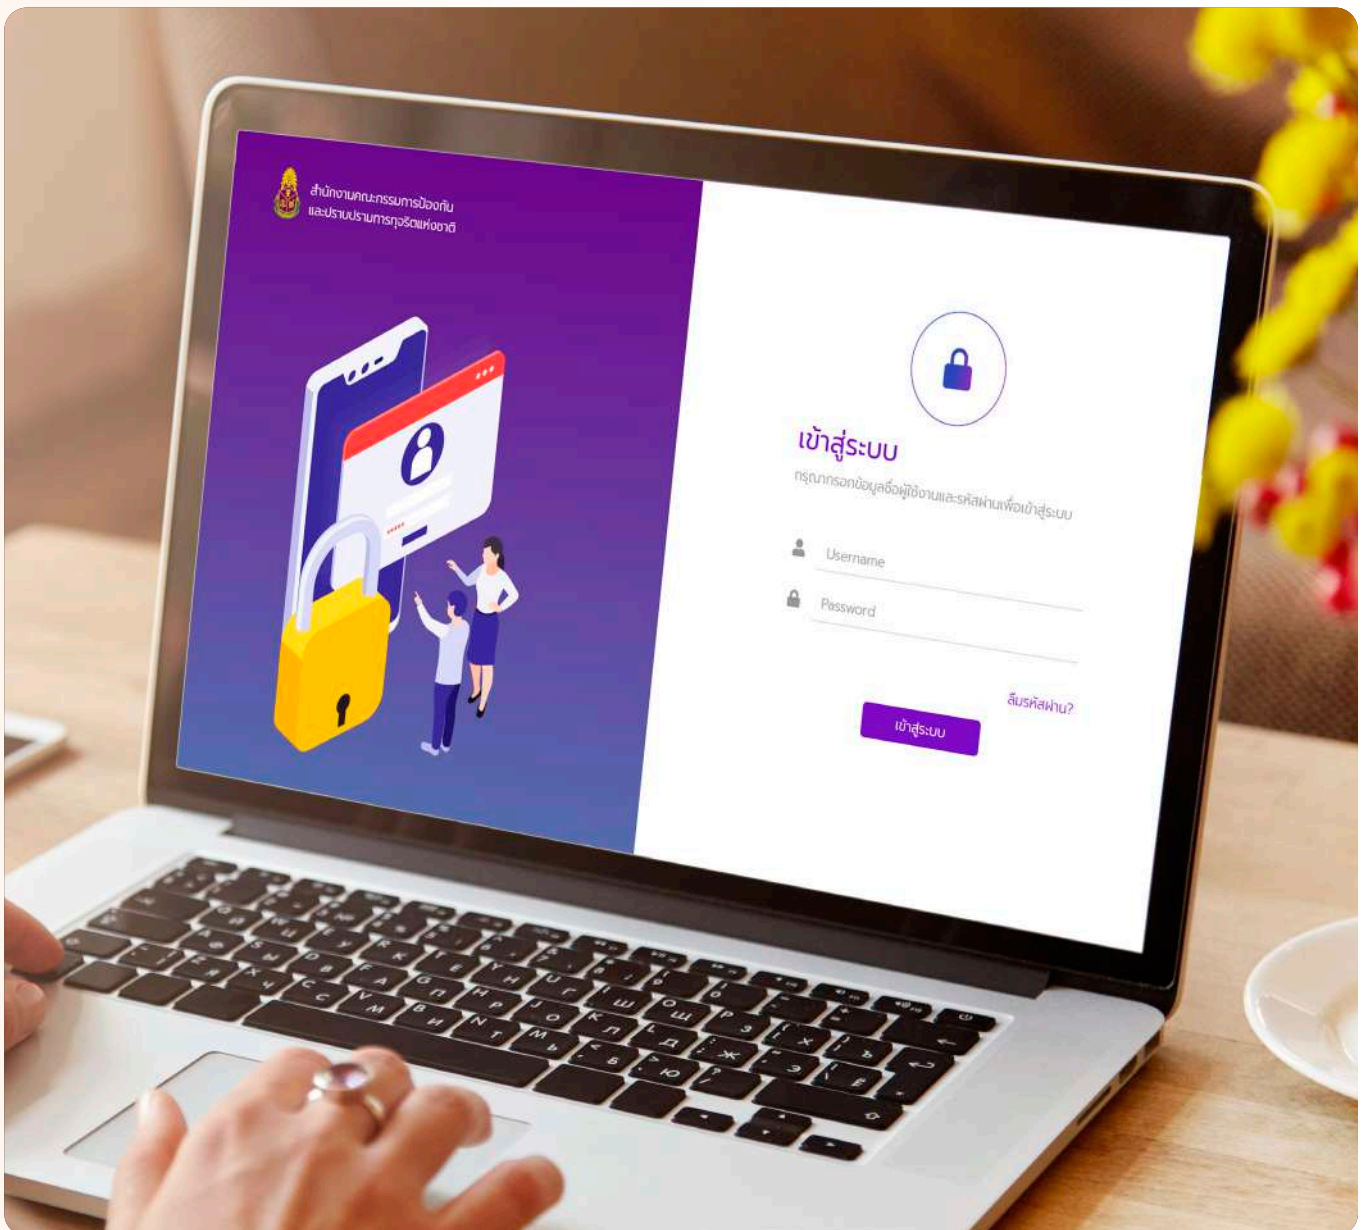 สำนักงานคณะกรรมการป้องกัน
และปราบปรามการทุจริตแห่งชาติ
เข้าสู่ระบบ
กรุณากรอกข้อมูลชื่อผู้ใช้งานและรหัสผ่านเพื่อเข้าสู่ระบบ
Username
Password
ลืมรหัสผ่าน?
เข้าสู่ระบบ